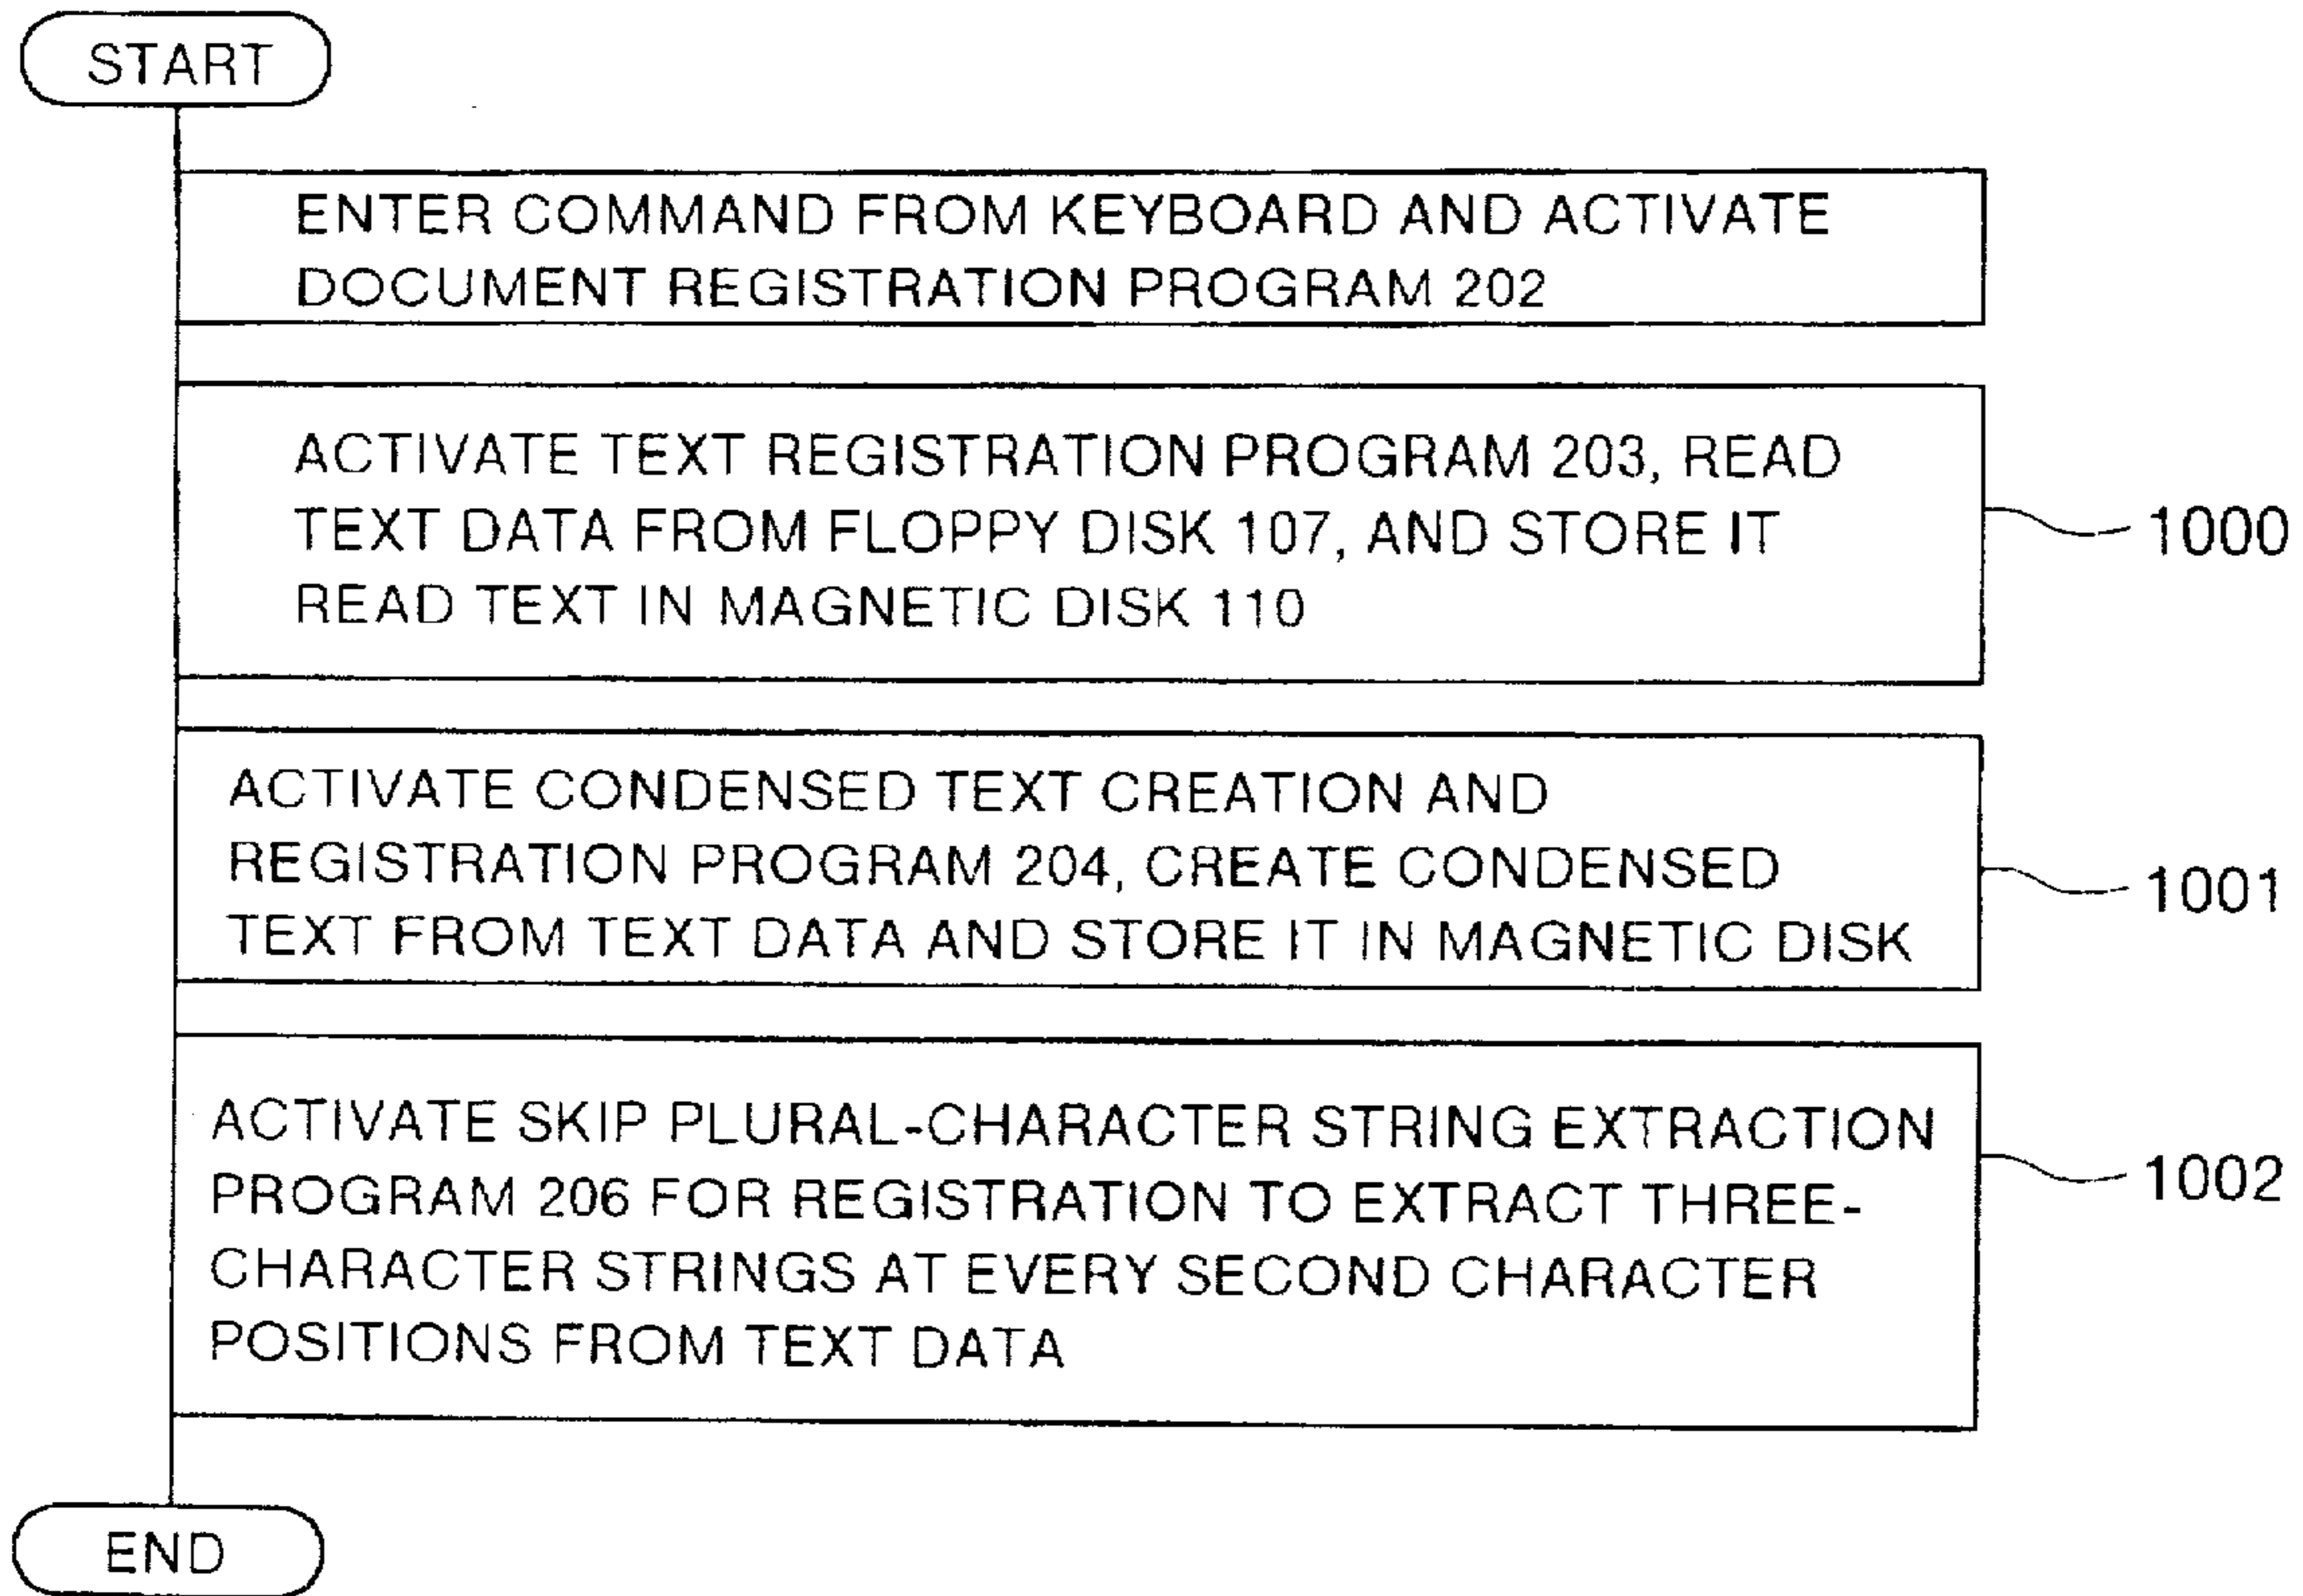 START
ENTER COMMAND FROM KEYBOARD AND ACTIVATE
DOCUMENT REGISTRATION PROGRAM 202
ACTIVATE TEXT REGISTRATION PROGRAM 203, READ
TEXT DATA FROM FLOPPY DISK 107, AND STORE IT
READ TEXT IN MAGNETIC DISK 110
1000
ACTIVATE CONDENSED TEXT CREATION AND
REGISTRATION PROGRAM 204, CREATE CONDENSED
TEXT FROM TEXT DATA AND STORE IT IN MAGNETIC DISK
1001
ACTIVATE SKIP PLURAL-CHARACTER STRING EXTRACTION
PROGRAM 206 FOR REGISTRATION TO EXTRACT THREE-
CHARACTER STRINGS AT EVERY SECOND CHARACTER
POSITIONS FROM TEXT DATA
1002
END